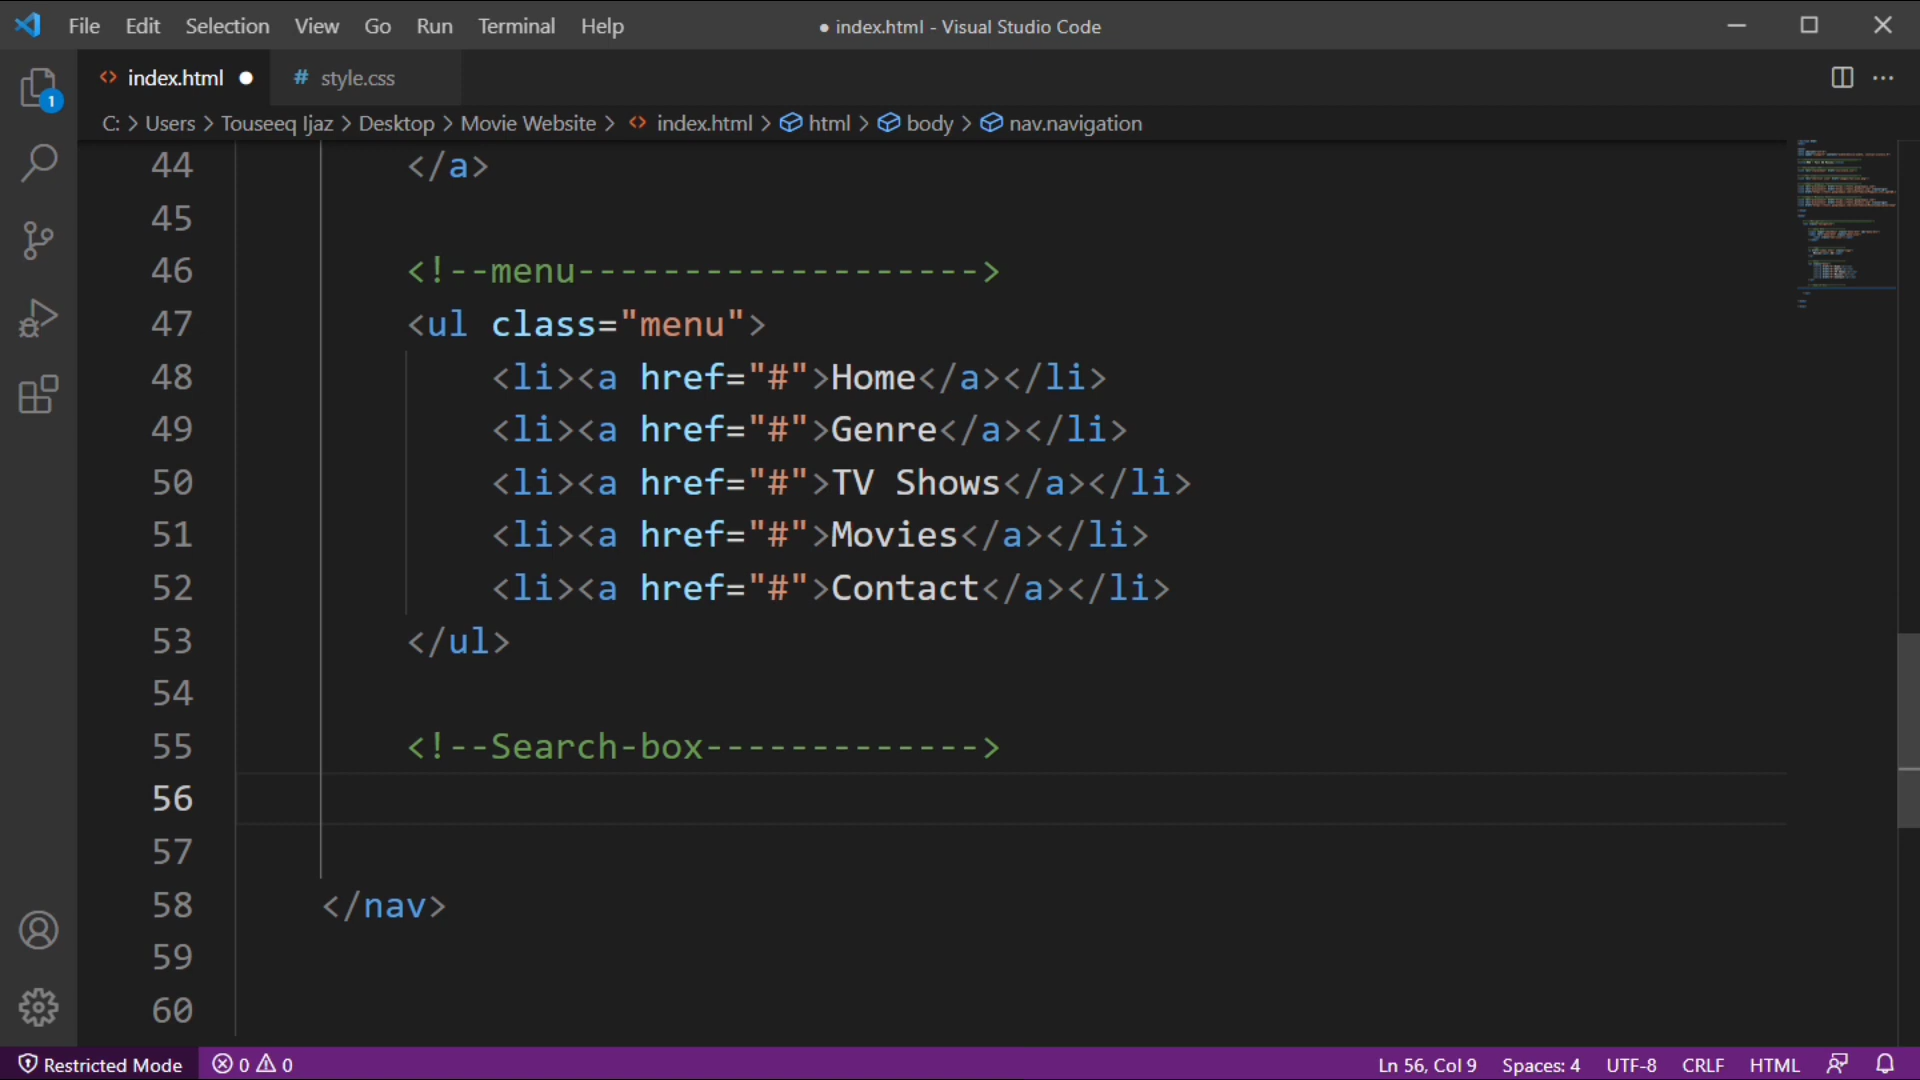 File Edit Selection View Go Run Terminal Help ● index.html - Visual Studio Code
<> index.html ● # style.css
C: > Users > Touseeq Ijaz > Desktop > Movie Website > <> index.html > html > body > nav.navigation
1
44 </a>
45
46 <!--menu------------------->
47 <ul class="menu">
48 <li><a href="#">Home</a></li>
49 <li><a href="#">Genre</a></li>
50 <li><a href="#">TV Shows</a></li>
51 <li><a href="#">Movies</a></li>
52 <li><a href="#">Contact</a></li>
53 </ul>
54
55 <!--Search-box------------->
56
57
58 </nav>
59
60
Restricted Mode 0 0 Ln 56, Col 9 Spaces: 4 UTF-8 CRLF HTML